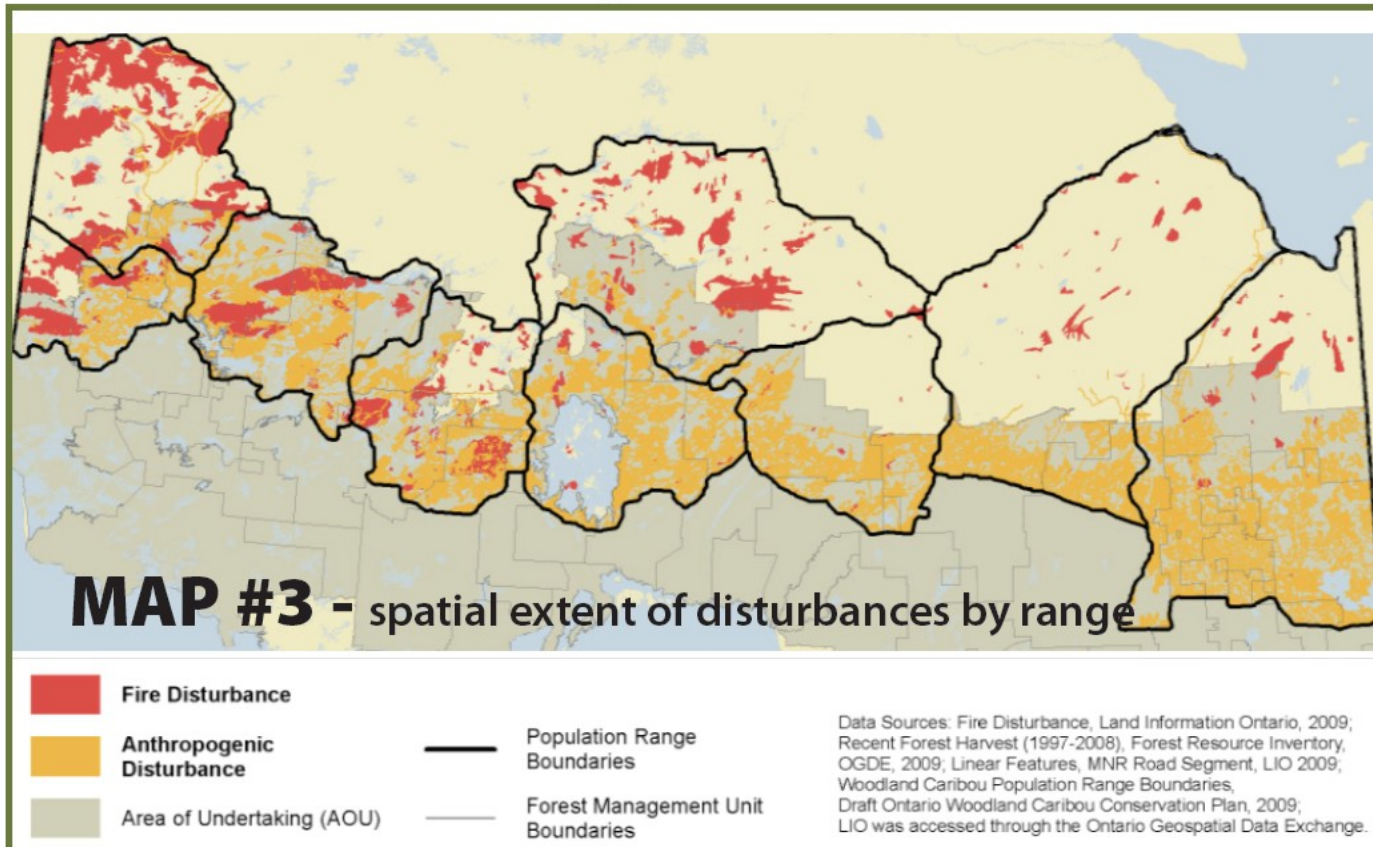 MAP #3 - spatial extent of disturbances by range
Fire Disturbance
Anthropogenic
Disturbance
Area of Undertaking (AOU)
Population Range
Boundaries
Forest Management Unit
Boundaries
Data Sources: Fire Disturbance, Land Information Ontario, 2009;
Recent Forest Harvest (1997-2008), Forest Resource Inventory,
OGDE, 2009; Linear Features, MNR Road Segment, LIO 2009;
Woodland Caribou Population Range Boundaries,
Draft Ontario Woodland Caribou Conservation Plan, 2009;
LIO was accessed through the Ontario Geospatial Data Exchange.